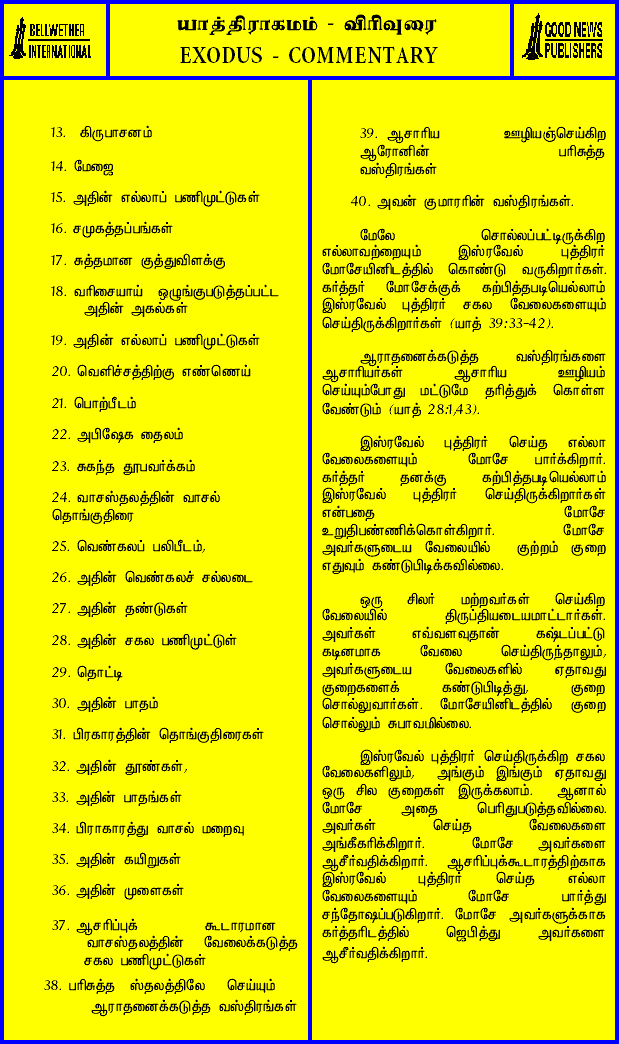 BELLWETHER
INTERNATIONAL
யாத்திராகமம் - விரிவுரை
EXODUS - COMMENTARY
GOOD NEWS
PUBLISHERS
13. கிருபாசனம்
14. மேஜை
15. அதின் எல்லாப் பணிமுட்டுகள்
16. சமுகத்தப்பங்கள்
17. சுத்தமான குத்துவிளக்கு
18. வரிசையாய் ஒழுங்குபடுத்தப்பட்ட
அதின் அகல்கள்
19. அதின் எல்லாப் பணிமுட்டுகள்
20. வெளிச்சத்திற்கு எண்ணெய்
21. பொற்பீடம்
22. அபிஷேக தைலம்
23. சுகந்த தூபவர்க்கம்
24. வாசஸ்தலத்தின் வாசல்
தொங்குதிரை
25. வெண்கலப் பலிபீடம்,
26. அதின் வெண்கலச் சல்லடை
27. அதின் தண்டுகள்
28. அதின் சகல பணிமுட்டுள்
29. தொட்டி
30. அதின் பாதம்
31. பிரகாரத்தின் தொங்குதிரைகள்
32. அதின் தூண்கள்,
33. அதின் பாதங்கள்
34. பிராகாரத்து வாசல் மறைவு
35. அதின் கயிறுகள்
36. அதின் முளைகள்
37. ஆசரிப்புக் கூடாரமான
வாசஸ்தலத்தின் வேலைக்கடுத்த
சகல பணிமுட்டுகள்
38. பரிசுத்த ஸ்தலத்திலே செய்யும்
ஆராதனைக்கடுத்த வஸ்திரங்கள்
39. ஆசாரிய ஊழியஞ்செய்கிற
ஆரோனின் பரிசுத்த
வஸ்திரங்கள்
40. அவன் குமாரரின் வஸ்திரங்கள்.
மேலே சொல்லப்பட்டிருக்கிற
எல்லாவற்றையும் இஸ்ரவேல் புத்திரர்
மோசேயினிடத்தில் கொண்டு வருகிறார்கள்.
கர்த்தர் மோசேக்குக் கற்பித்தபடியெல்லாம்
இஸ்ரவேல் புத்திரர் சகல வேலைகளையும்
செய்திருக்கிறார்கள் (யாத் 39:33-42).
ஆராதனைக்கடுத்த வஸ்திரங்களை
ஆசாரியர்கள் ஆசாரிய ஊழியம்
செய்யும்போது மட்டுமே தரித்துக் கொள்ள
வேண்டும் (யாத் 28:1,43).
இஸ்ரவேல் புத்திரர் செய்த எல்லா
வேலைகளையும் மோசே பார்க்கிறார்.
கர்த்தர் தனக்கு கற்பித்தபடியெல்லாம்
இஸ்ரவேல் புத்திரர் செய்திருக்கிறார்கள்
என்பதை மோசே
உறுதிபண்ணிக்கொள்கிறார். மோசே
அவர்களுடைய வேலையில் குற்றம் குறை
எதுவும் கண்டுபிடிக்கவில்லை.
ஒரு சிலர் மற்றவர்கள் செய்கிற
வேலையில் திருப்தியடையமாட்டார்கள்.
அவர்கள் எவ்வளவுதான் கஷ்டப்பட்டு
கடினமாக வேலை செய்திருந்தாலும்,
அவர்களுடைய வேலைகளில் ஏதாவது
குறைகளைக் கண்டுபிடித்து, குறை
சொல்லுவார்கள். மோசேயினிடத்தில் குறை
சொல்லும் சுபாவமில்லை.
இஸ்ரவேல் புத்திரர் செய்திருக்கிற சகல
வேலைகளிலும், அங்கும் இங்கும் ஏதாவது
ஒரு சில குறைகள் இருக்கலாம். ஆனால்
மோசே அதை பெரிதுபடுத்தவில்லை.
அவர்கள் செய்த வேலைகளை
அங்கீகரிக்கிறார். மோசே அவர்களை
ஆசீர்வதிக்கிறார். ஆசரிப்புக்கூடாரத்திற்காக
இஸ்ரவேல் புத்திரர் செய்த எல்லா
வேலைகளையும் மோசே பார்த்து
சந்தோஷப்படுகிறார். மோசே அவர்களுக்காக
கர்த்தரிடத்தில் ஜெபித்து அவர்களை
ஆசீர்வதிக்கிறார்.